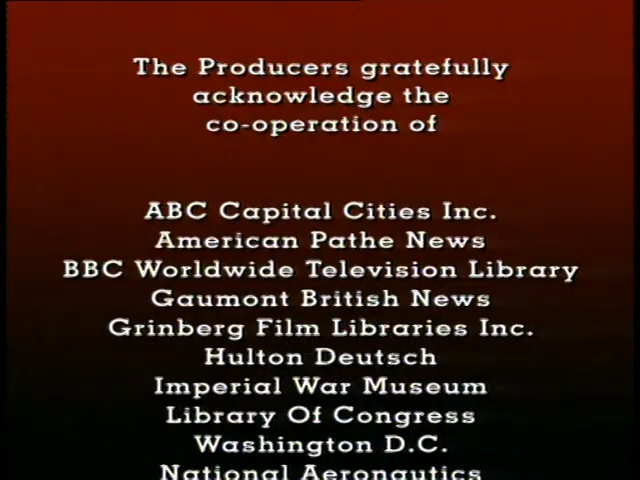 The Producers gratefully
acknowledge the
co-operation of
ABC Capital Cities Inc.
American Pathe News
BBC Worldwide Television Library
Gaumont British News
Grinberg Film Libraries Inc.
Hulton Deutsch
Imperial War Museum
Library Of Congress
Washington D.C.
National Aeronautics